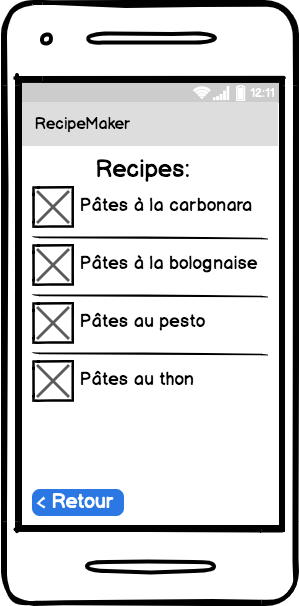 12:11
RecipeMaker
Recipes:
Pâtes à la carbonara
Pâtes à la bolognaise
Pâtes au pesto
Pâtes au thon
< Retour